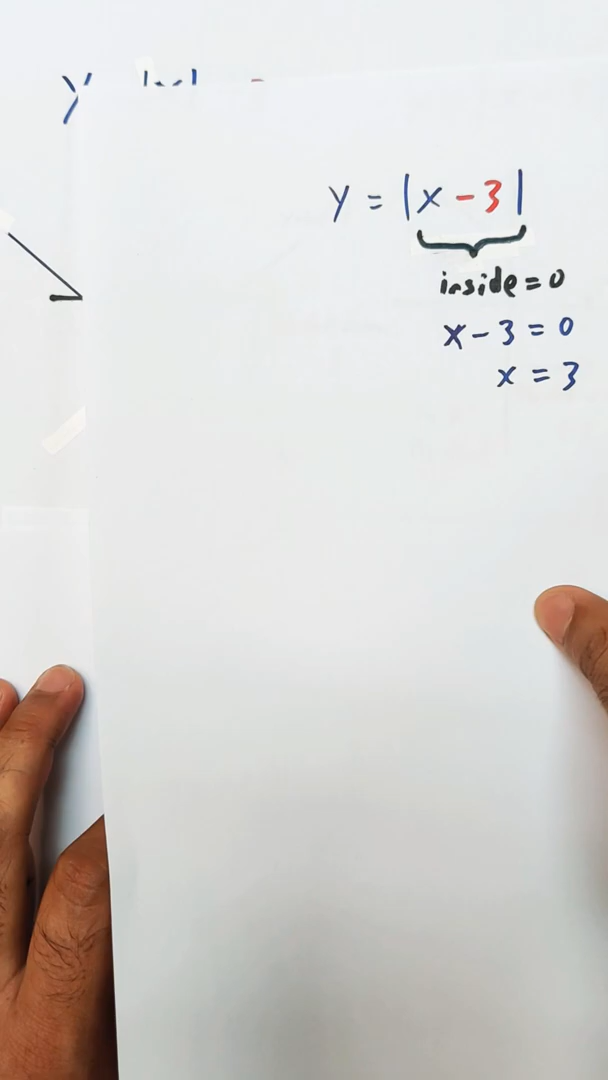 y = |x - 3|
inside = 0
x - 3 = 0
x = 3